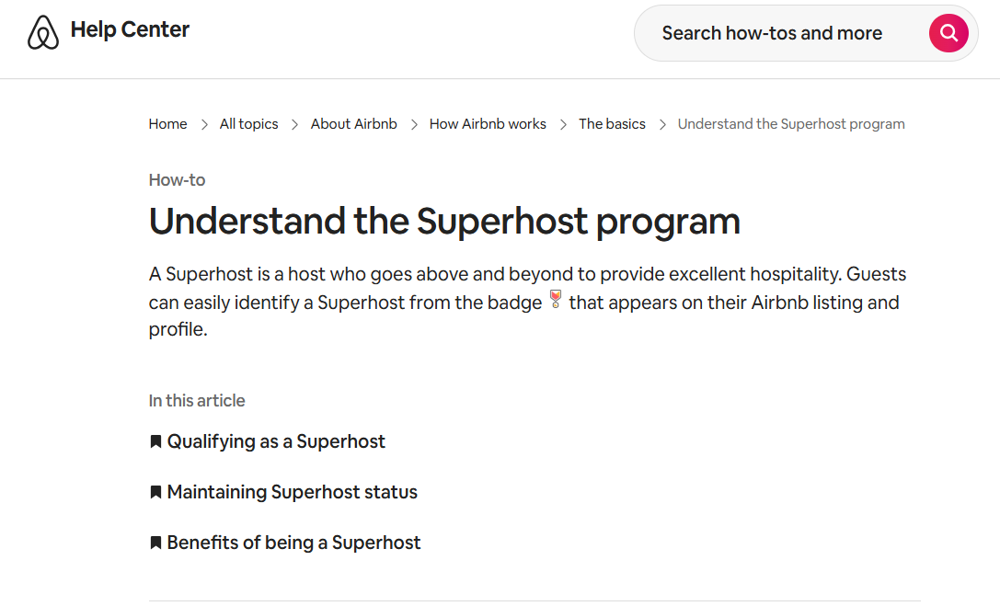 Help Center
Search how-tos and more
Home > All topics > About Airbnb > How Airbnb works > The basics > Understand the Superhost program
How-to
Understand the Superhost program
A Superhost is a host who goes above and beyond to provide excellent hospitality. Guests
can easily identify a Superhost from the badge that appears on their Airbnb listing and
profile.
In this article
Qualifying as a Superhost
Maintaining Superhost status
Benefits of being a Superhost